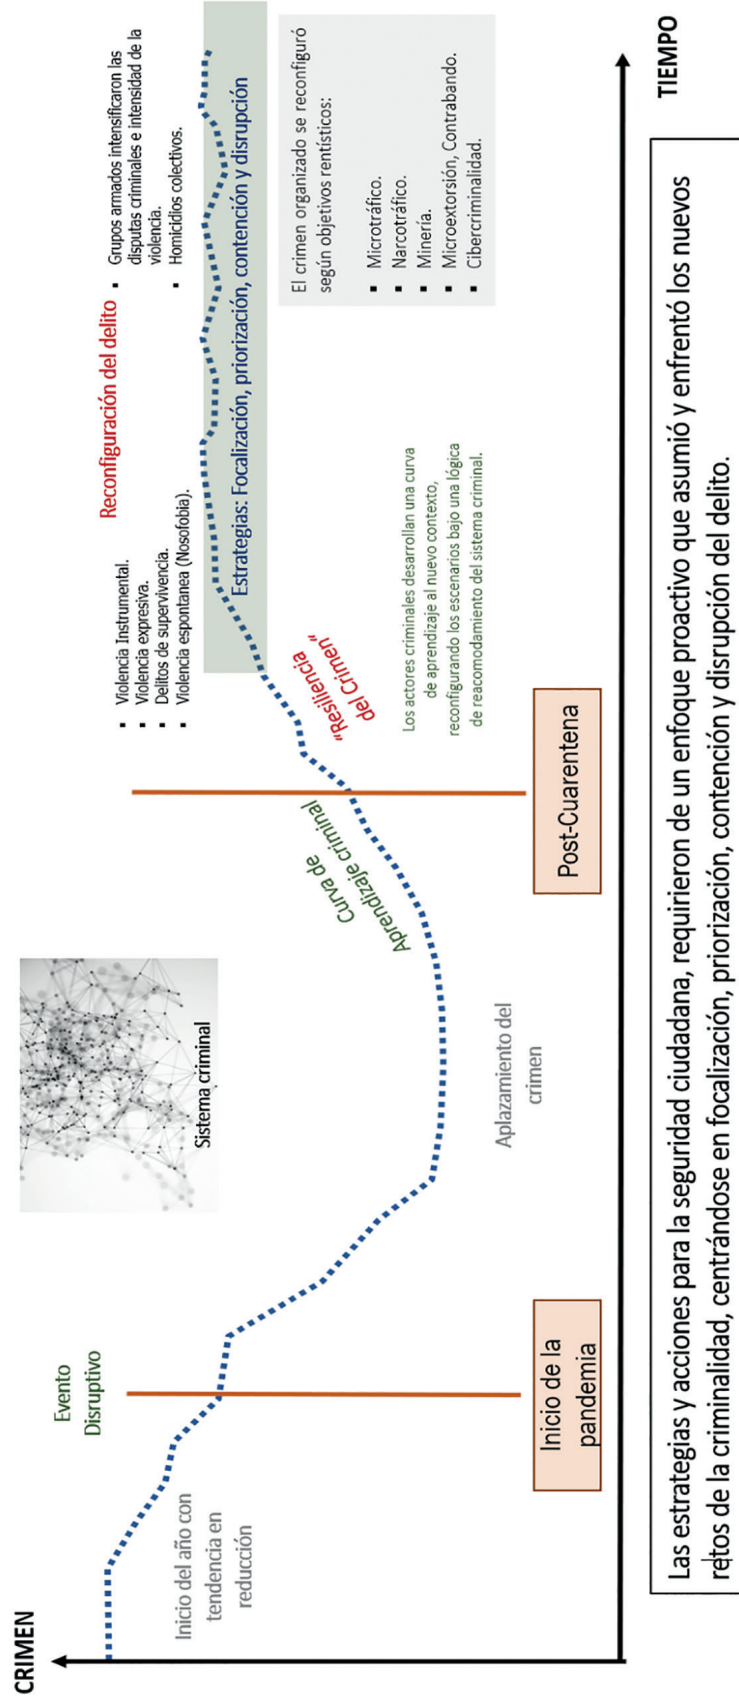 CRIMEN
Inicio del año con
tendencia en
reducción
Evento
Disruptivo
Inicio de la
pandemia
Sistema criminal
Aplazamiento del
crimen
Curva de
Aprendizaje criminal
Post-Cuarentena
"Resiliencia
del Crimen"
Los actores criminales desarrollan una curva
de aprendizaje al nuevo contexto,
reconfigurando los escenarios bajo una lógica
de reacomodamiento del sistema criminal.
Reconfiguración del delito
▪ Violencia Instrumental.
▪ Violencia expresiva.
▪ Delitos de supervivencia.
▪ Violencia espontanea (Nosofobia).
▪ Grupos armados intensificaron las
disputas criminales e intensidad de la
violencia.
▪ Homicidios colectivos.
Estrategias: Focalización, priorización, contención y disrupción
El crimen organizado se reconfiguró
según objetivos rentísticos:
▪ Microtráfico.
▪ Narcotráfico.
▪ Minería.
▪ Microextorsión, Contrabando.
▪ Cibercriminalidad.
TIEMPO
Las estrategias y acciones para la seguridad ciudadana, requirieron de un enfoque proactivo que asumió y enfrentó los nuevos
retos de la criminalidad, centrándose en focalización, priorización, contención y disrupción del delito.